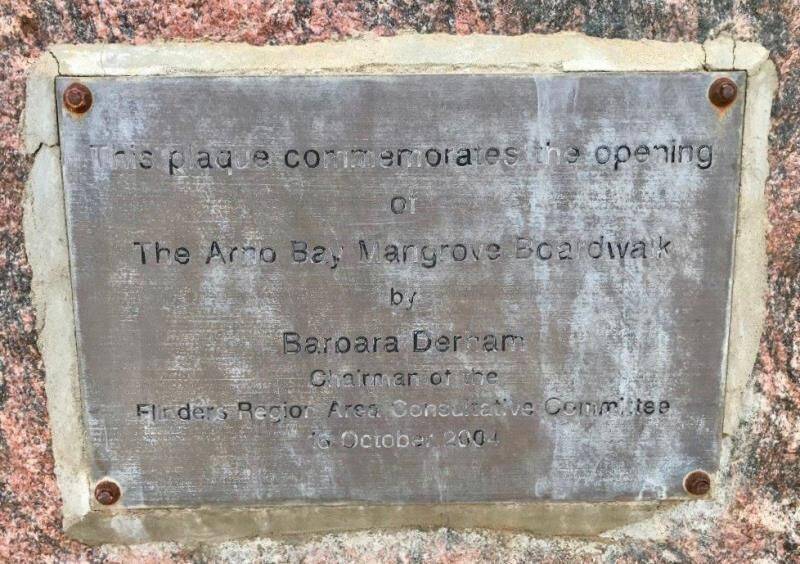 This plaque commemorates the opening
of
The Arno Bay Mangrove Boardwalk
by
Barbara Derham
Chairman of the
Flinders Region Area Consultative Committee
16 October 2004